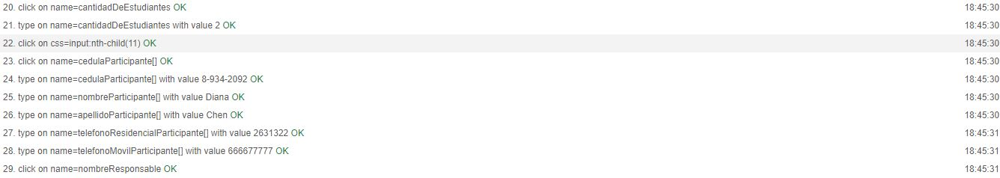 20. click on name=cantidadDeEstudiantes OK 18:45:30
21. type on name=cantidadDeEstudiantes with value 2 OK 18:45:30
22. click on css=input:nth-child(11) OK 18:45:30
23. click on name=cedulaParticipante[] OK 18:45:30
24. type on name=cedulaParticipante[] with value 8-934-2092 OK 18:45:30
25. type on name=nombreParticipante[] with value Diana OK 18:45:30
26. type on name=apellidoParticipante[] with value Chen OK 18:45:30
27. type on name=telefonoResidencialParticipante[] with value 2631322 OK 18:45:31
28. type on name=telefonoMovilParticipante[] with value 666677777 OK 18:45:31
29. click on name=nombreResponsable OK 18:45:31